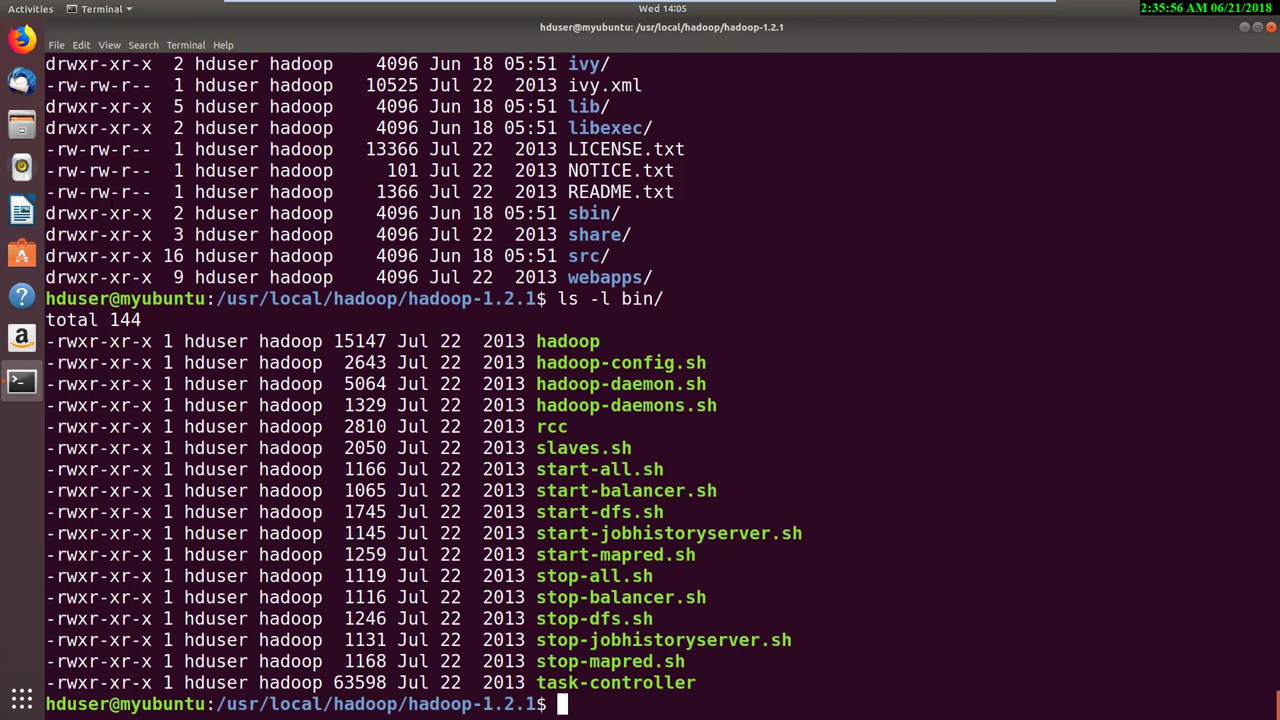 Activities Terminal Wed 14:05 2:35:56 AM 06/21/2018
hduser@myubuntu: /usr/local/hadoop/hadoop-1.2.1
File Edit View Search Terminal Help
drwxr-xr-x 2 hduser hadoop 4096 Jun 18 05:51 ivy/
-rw-rw-r-- 1 hduser hadoop 10525 Jul 22 2013 ivy.xml
drwxr-xr-x 5 hduser hadoop 4096 Jun 18 05:51 lib/
drwxr-xr-x 2 hduser hadoop 4096 Jun 18 05:51 libexec/
-rw-rw-r-- 1 hduser hadoop 13366 Jul 22 2013 LICENSE.txt
-rw-rw-r-- 1 hduser hadoop 101 Jul 22 2013 NOTICE.txt
-rw-rw-r-- 1 hduser hadoop 1366 Jul 22 2013 README.txt
drwxr-xr-x 2 hduser hadoop 4096 Jun 18 05:51 sbin/
drwxr-xr-x 3 hduser hadoop 4096 Jul 22 2013 share/
drwxr-xr-x 16 hduser hadoop 4096 Jun 18 05:51 src/
drwxr-xr-x 9 hduser hadoop 4096 Jul 22 2013 webapps/
hduser@myubuntu:/usr/local/hadoop/hadoop-1.2.1$ ls -l bin/
total 144
-rwxr-xr-x 1 hduser hadoop 15147 Jul 22 2013 hadoop
-rwxr-xr-x 1 hduser hadoop 2643 Jul 22 2013 hadoop-config.sh
-rwxr-xr-x 1 hduser hadoop 5064 Jul 22 2013 hadoop-daemon.sh
-rwxr-xr-x 1 hduser hadoop 1329 Jul 22 2013 hadoop-daemons.sh
-rwxr-xr-x 1 hduser hadoop 2810 Jul 22 2013 rcc
-rwxr-xr-x 1 hduser hadoop 2050 Jul 22 2013 slaves.sh
-rwxr-xr-x 1 hduser hadoop 1166 Jul 22 2013 start-all.sh
-rwxr-xr-x 1 hduser hadoop 1065 Jul 22 2013 start-balancer.sh
-rwxr-xr-x 1 hduser hadoop 1745 Jul 22 2013 start-dfs.sh
-rwxr-xr-x 1 hduser hadoop 1145 Jul 22 2013 start-jobhistoryserver.sh
-rwxr-xr-x 1 hduser hadoop 1259 Jul 22 2013 start-mapred.sh
-rwxr-xr-x 1 hduser hadoop 1119 Jul 22 2013 stop-all.sh
-rwxr-xr-x 1 hduser hadoop 1116 Jul 22 2013 stop-balancer.sh
-rwxr-xr-x 1 hduser hadoop 1246 Jul 22 2013 stop-dfs.sh
-rwxr-xr-x 1 hduser hadoop 1131 Jul 22 2013 stop-jobhistoryserver.sh
-rwxr-xr-x 1 hduser hadoop 1168 Jul 22 2013 stop-mapred.sh
-rwxr-xr-x 1 hduser hadoop 63598 Jul 22 2013 task-controller
hduser@myubuntu:/usr/local/hadoop/hadoop-1.2.1$